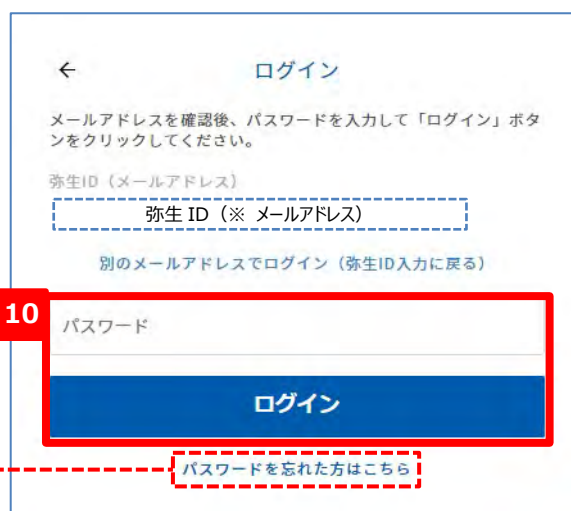 ← ログイン
メールアドレスを確認後、パスワードを入力して「ログイン」ボタ
ンをクリックしてください。
弥生ID(メールアドレス)
弥生 ID(※ メールアドレス)
別のメールアドレスでログイン(弥生ID入力に戻る)
10
パスワード
ログイン
パスワードを忘れた方はこちら